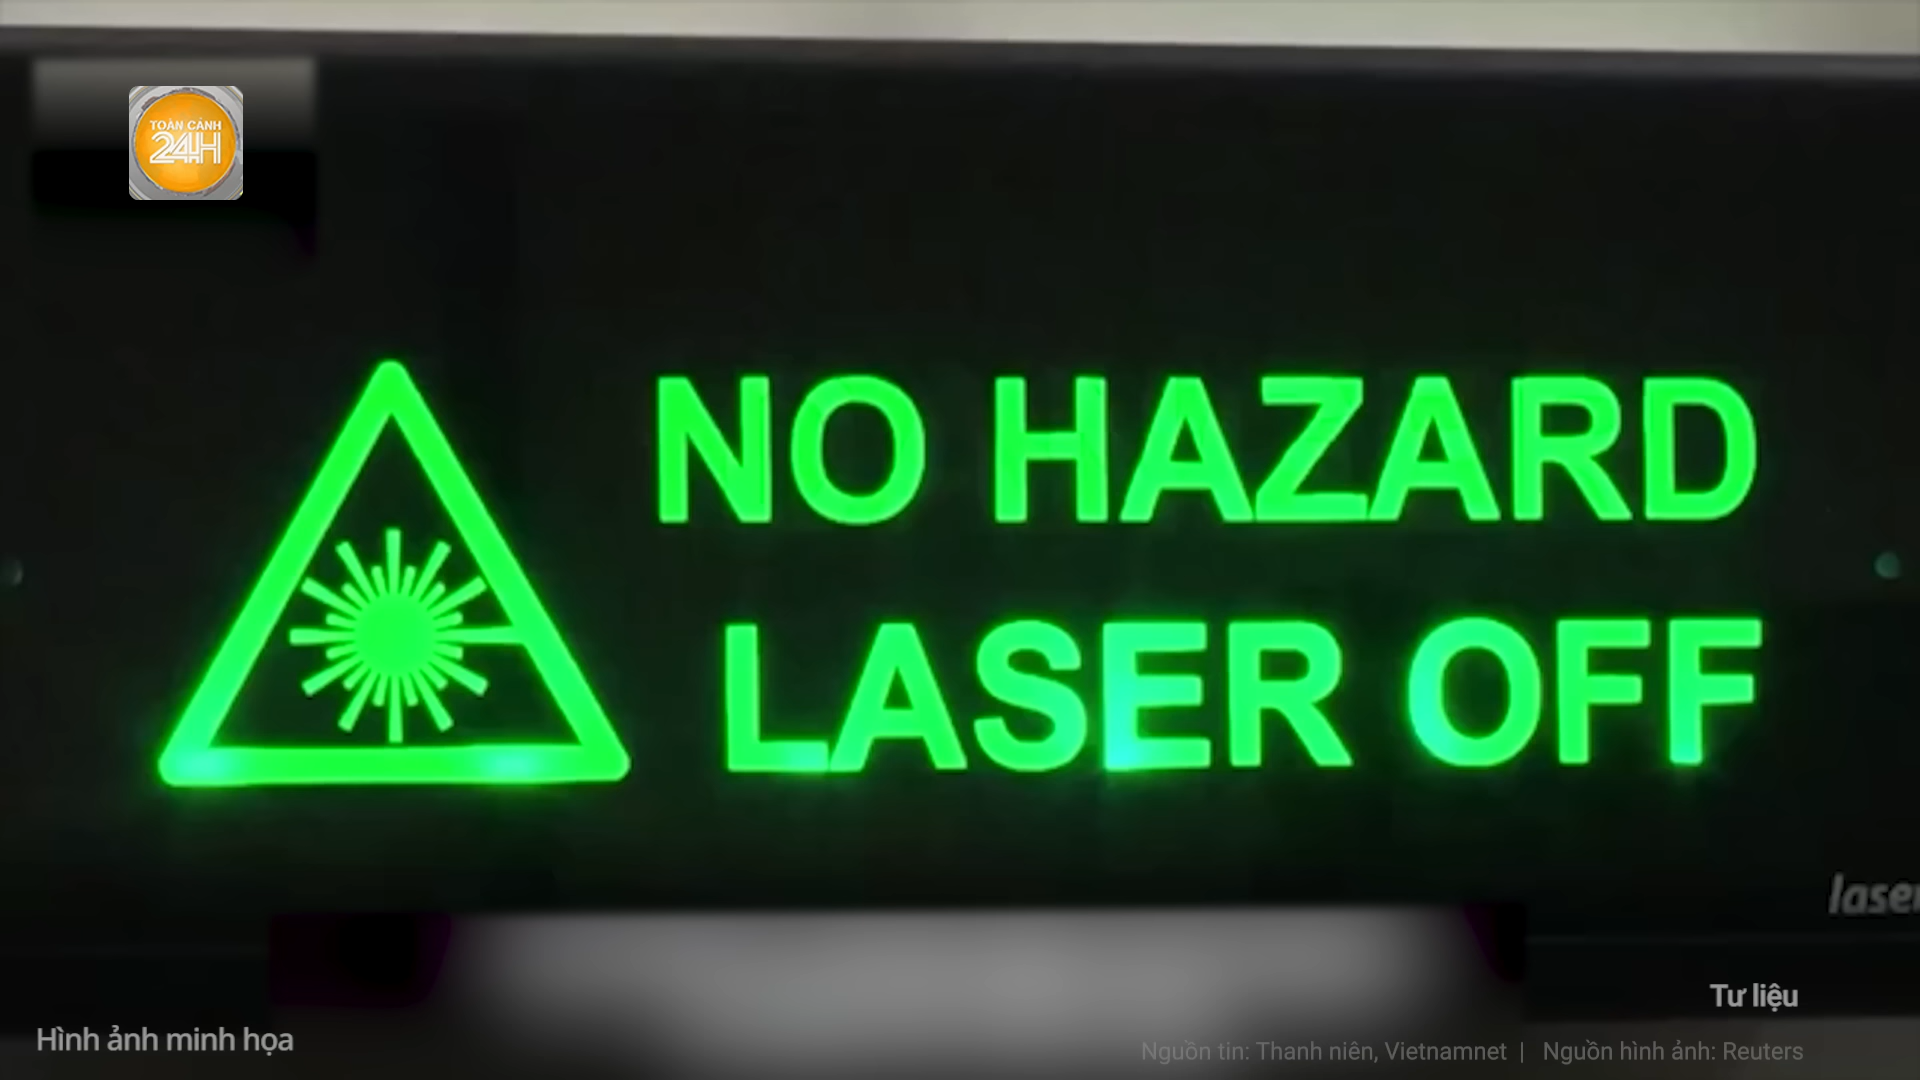 TOÀN CẢNH
24H
NO HAZARD
LASER OFF
laser
Tư liệu
Hình ảnh minh họa
Nguồn tin: Thanh niên, Vietnamnet | Nguồn hình ảnh: Reuters